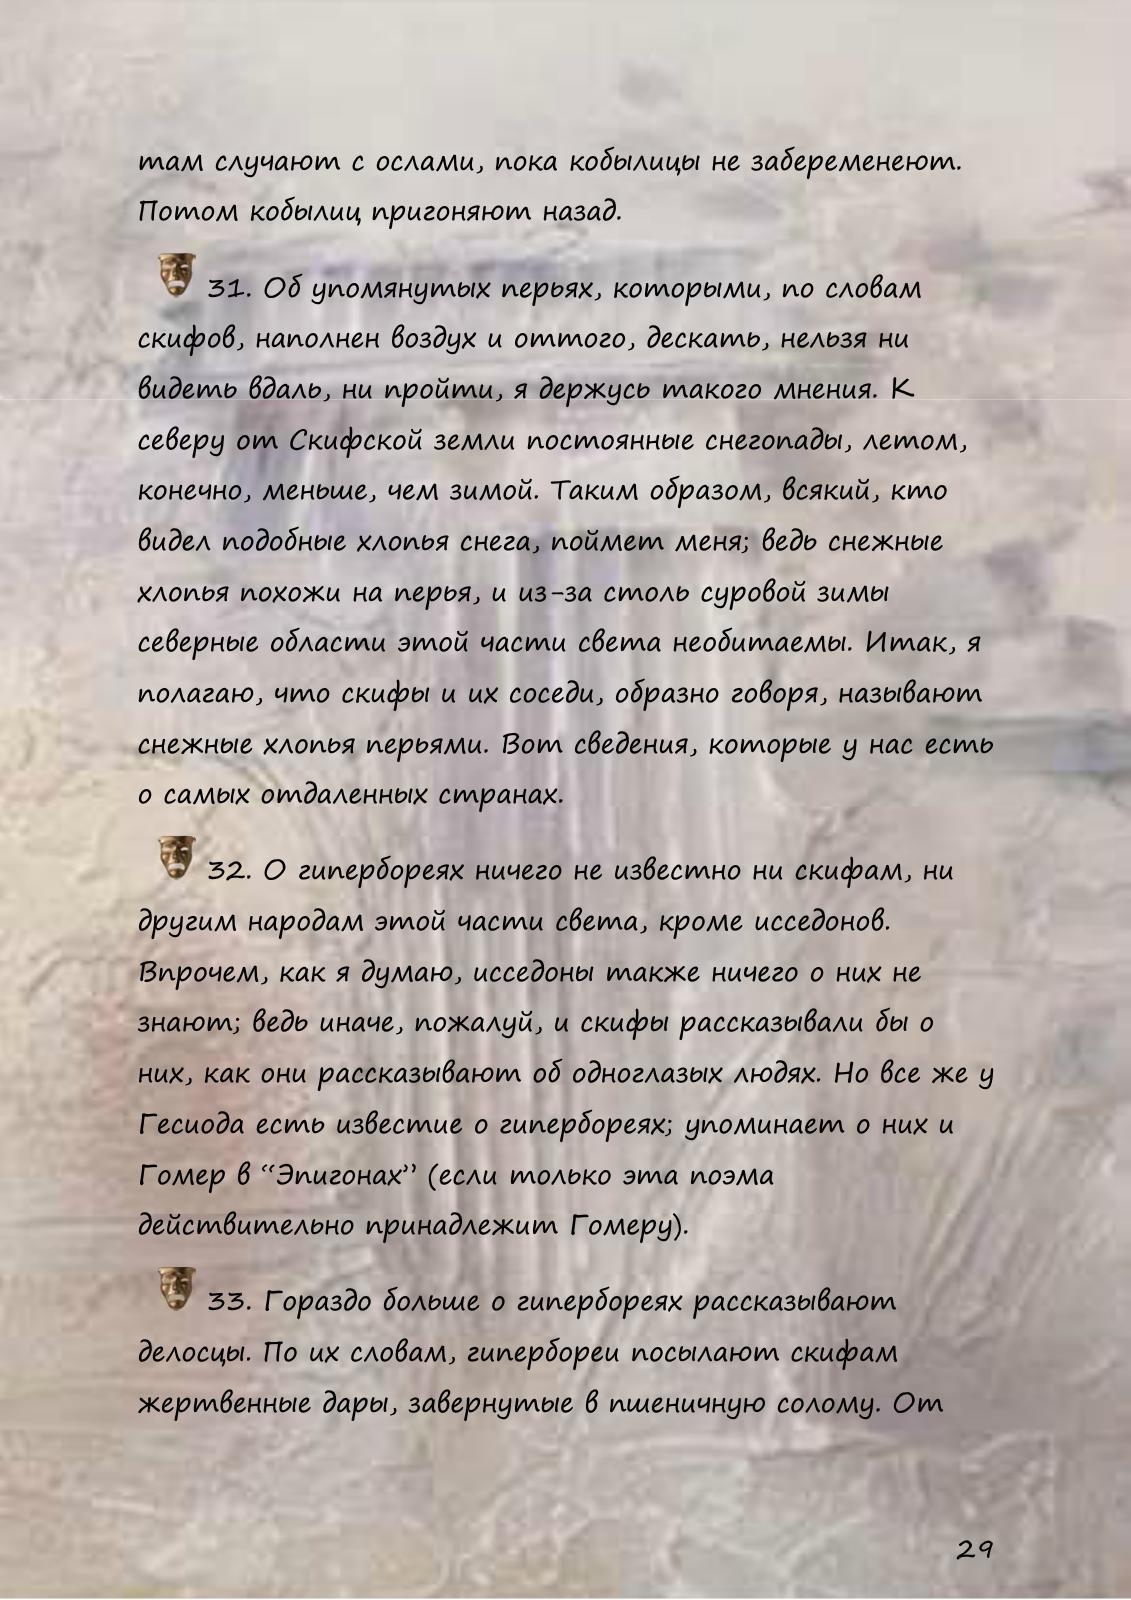 там случают с ослами, пока кобылицы не забеременеют.
Потом кобылиц пригоняют назад.
31. Об упомянутых перьях, которыми, по словам
скифов, наполнен воздух и оттого, дескать, нельзя ни
видеть вдаль, ни пройти, я держусь такого мнения. К
северу от Скифской земли постоянные снегопады, летом,
конечно, меньше, чем зимой. Таким образом, всякий, кто
видел подобные хлопья снега, поймет меня; ведь снежные
хлопья похожи на перья, и из-за столь суровой зимы
северные области этой части света необитаемы. Итак, я
полагаю, что скифы и их соседи, образно говоря, называют
снежные хлопья перьями. Вот сведения, которые у нас есть
о самых отдаленных странах.
32. О гипербореях ничего не известно ни скифам, ни
другим народам этой части света, кроме исседонов.
Впрочем, как я думаю, исседоны также ничего о них не
знают; ведь иначе, пожалуй, и скифы рассказывали бы о
них, как они рассказывают об одноглазых людях. Но все же у
Гесиода есть известие о гипербореях; упоминает о них и
Гомер в “Эпигонах” (если только эта поэма
действительно принадлежит Гомеру).
33. Гораздо больше о гипербореях рассказывают
делосцы. По их словам, гипербореи посылают скифам
жертвенные дары, завернутые в пшеничную солому. От
29